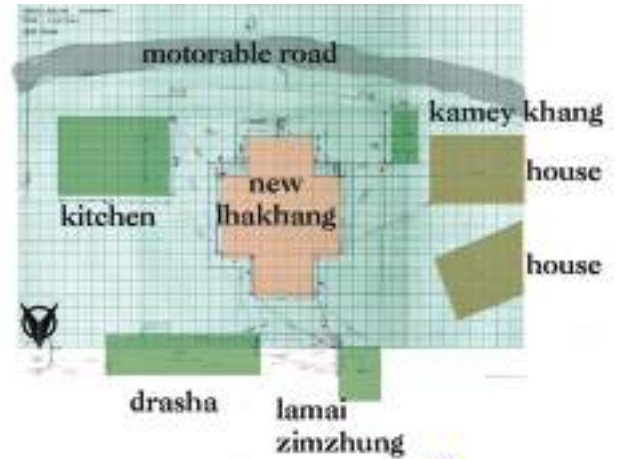 motorable road
kamey khang
house
new
lhakhang
kitchen
house
drasha
lamai
zimzhung